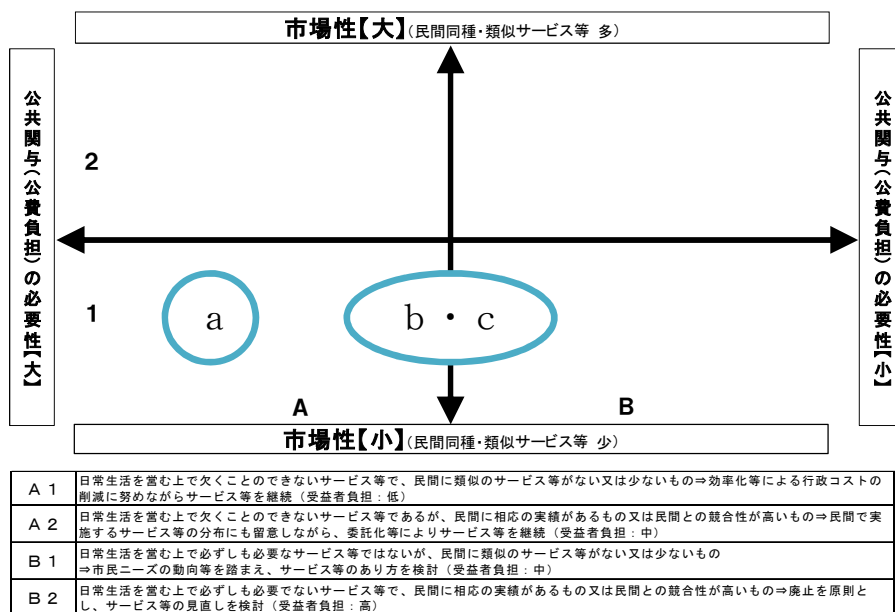 市場性【大】(民間同種・類似サービス等 多)
公共関与(公費負担)の必要性【大】
公共関与(公費負担)の必要性【小】
2
1
a
b ・ c
A
B
市場性【小】(民間同種・類似サービス等 少)
A 1
日常生活を営む上で欠くことのできないサービス等で、民間に類似のサービス等がない又は少ないもの⇒効率化等による行政コストの
削減に努めながらサービス等を継続（受益者負担：低）
A 2
日常生活を営む上で欠くことのできないサービス等であるが、民間に相応の実績があるもの又は民間との競合性が高いもの⇒民間で実
施するサービス等の分布にも留意しながら、委託化等によりサービス等を継続（受益者負担：中）
B 1
日常生活を営む上で必ずしも必要なサービス等ではないが、民間に類似のサービス等がない又は少ないもの
⇒市民ニーズの動向等を踏まえ、サービス等のあり方を検討（受益者負担：中）
B 2
日常生活を営む上で必ずしも必要でないサービス等で、民間に相応の実績があるもの又は民間との競合性が高いもの⇒廃止を原則と
し、サービス等の見直しを検討（受益者負担：高）